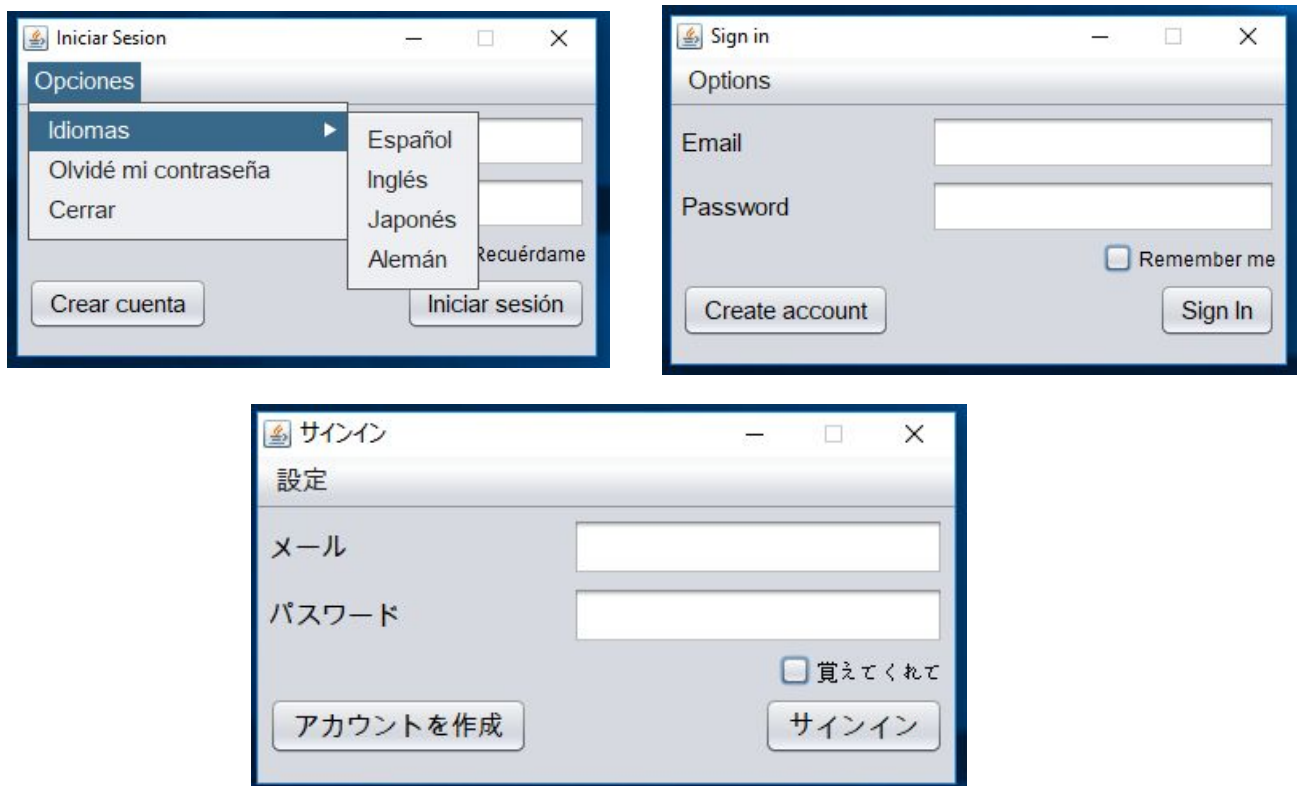 Iniciar Sesion
Opciones
Idiomas
Olvidé mi contraseña
Cerrar
Español
Inglés
Japonés
Alemán
Recuérdame
Crear cuenta
Iniciar sesión
Sign in
Options
Email
Password
Remember me
Create account
Sign In
サインイン
設定
メール
パスワード
覚えてくれて
アカウントを作成
サインイン